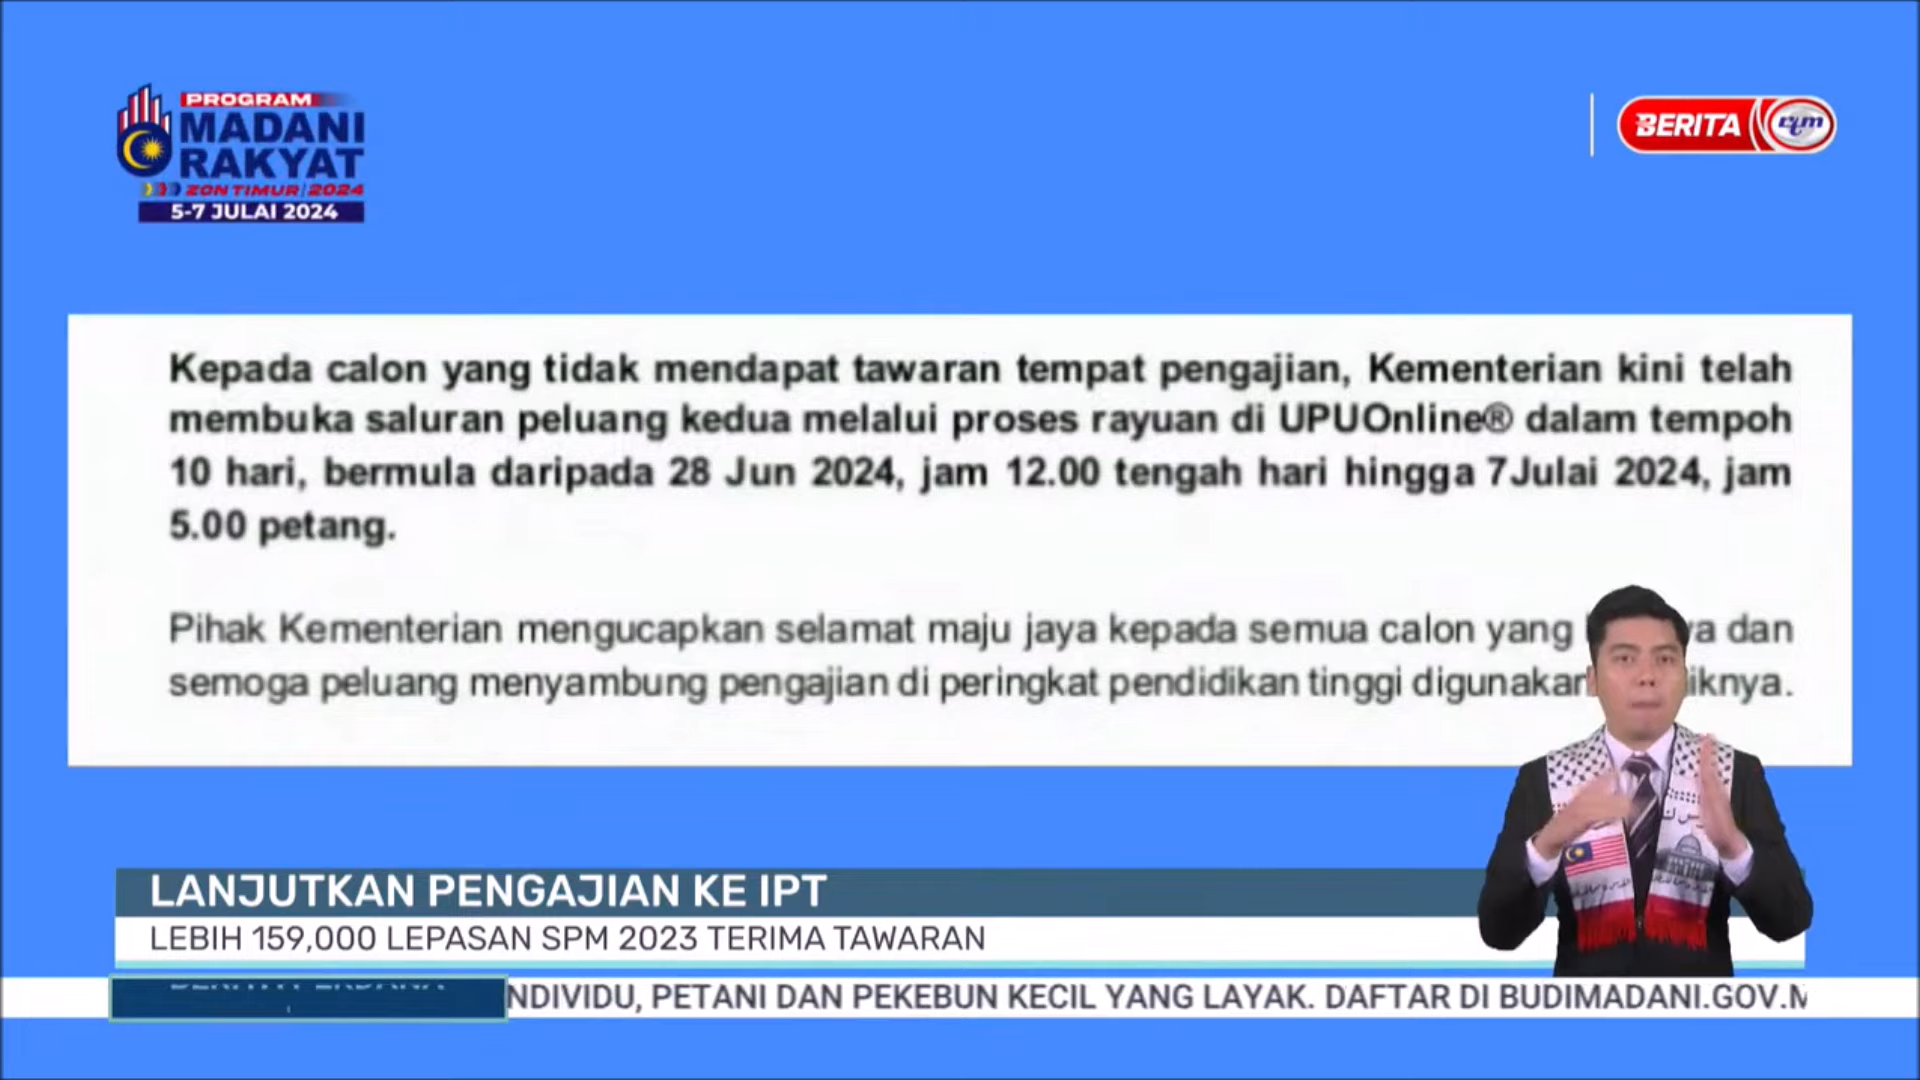 PROGRAM
MADANI
RAKYAT
ZON TIMUR/2024
5-7 JULAI 2024
BERITA rtm
Kepada calon yang tidak mendapat tawaran tempat pengajian, Kementerian kini telah
membuka saluran peluang kedua melalui proses rayuan di UPUOnline® dalam tempoh
10 hari, bermula daripada 28 Jun 2024, jam 12.00 tengah hari hingga 7Julai 2024, jam
5.00 petang.
Pihak Kementerian mengucapkan selamat maju jaya kepada semua calon yang dan
semoga peluang menyambung pengajian di peringkat pendidikan tinggi
LANJUTKAN PENGAJIAN KE IPT
LEBIH 159,000 LEPASAN SPM 2023 TERIMA TAWARAN
NDIVIDU, PETANI DAN PEKEBUN KECIL YANG LAYAK. DAFTAR DI BUDIMADANI.GOV.M